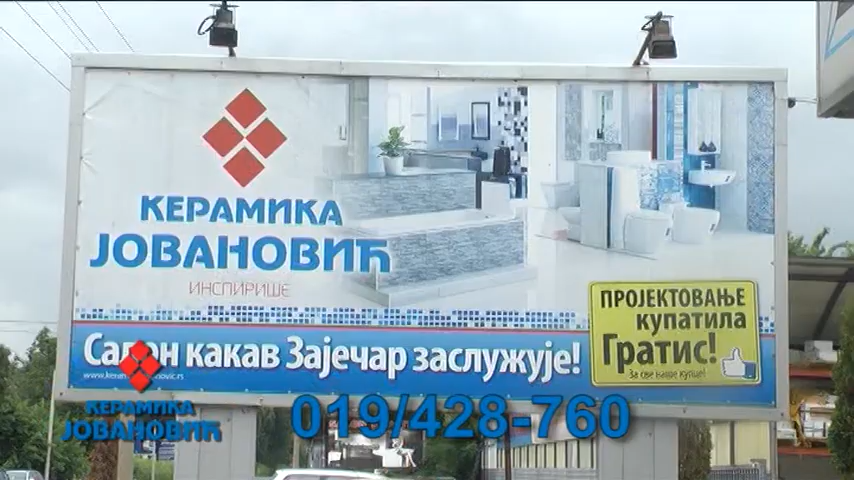 КЕРАМИКА
ЈОВАНОВИЋ
ИНСПИРИШЕ
ПРОЈЕКТОВАЊЕ
купатила
Гратис!
За све наше купце!
Салон какав Зајечар заслужује!
КЕРАМИКА
ЈОВАНОВИЋ
019/428-760